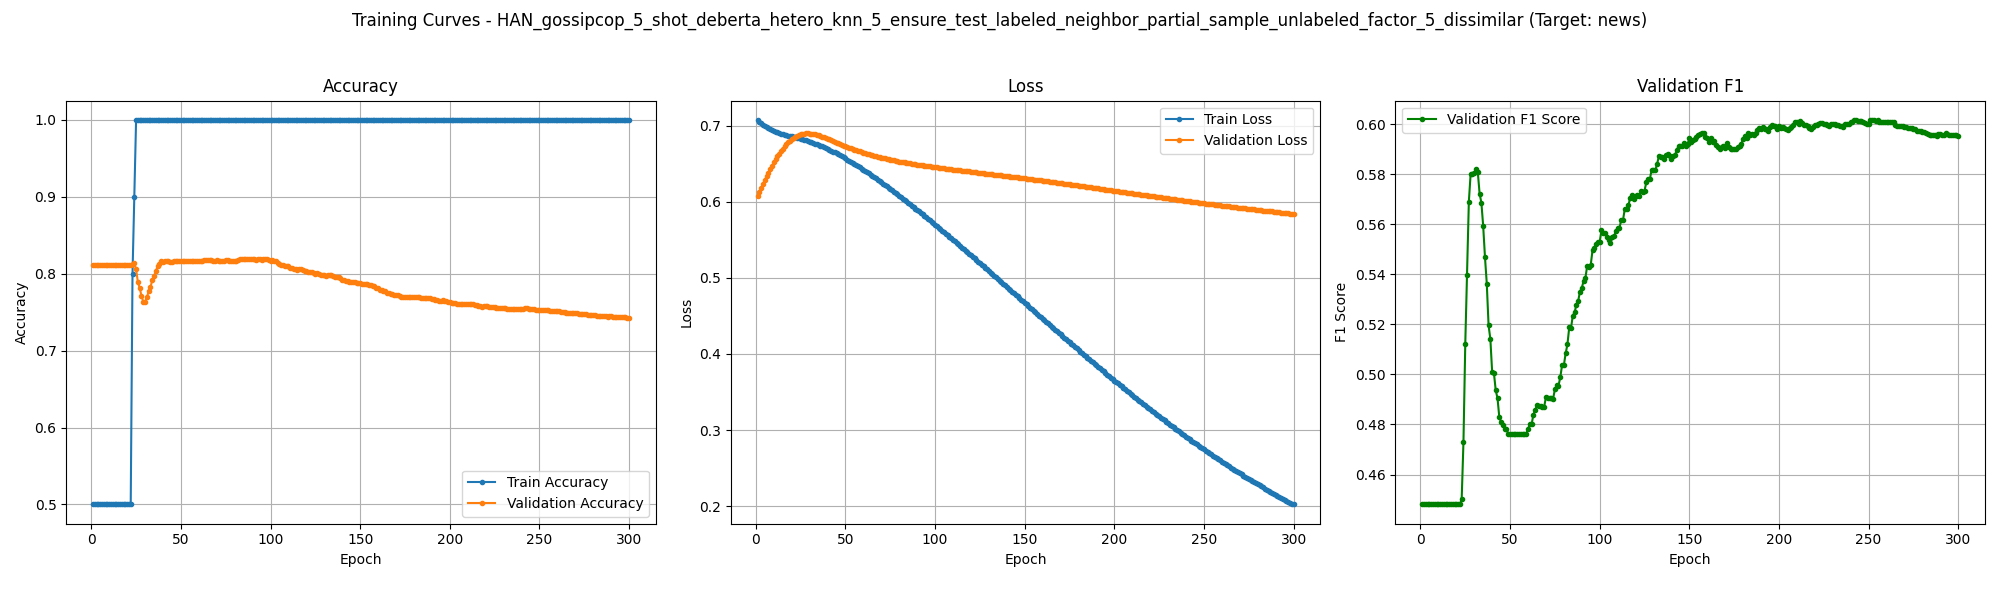 Training Curves - HAN_gossipcop_5_shot_deberta_hetero_knn_5_ensure_test_labeled_neighbor_partial_sample_unlabeled_factor_5_dissimilar (Target: news)
Accuracy
1.0
0.9
0.8
0.7
0.6
0.5
Accuracy
Train Accuracy
Validation Accuracy
0 50 100 150 200 250 300
Epoch
Loss
0.7
0.6
0.5
0.4
0.3
0.2
Loss
Train Loss
Validation Loss
0 50 100 150 200 250 300
Epoch
Validation F1
0.60
0.58
0.56
0.54
0.52
0.50
0.48
0.46
F1 Score
Validation F1 Score
0 50 100 150 200 250 300
Epoch